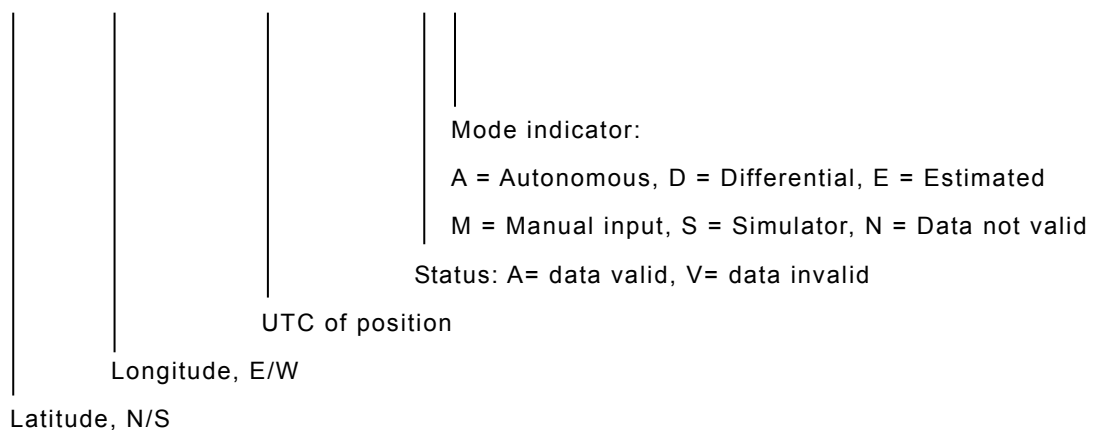 Mode indicator:
A = Autonomous, D = Differential, E = Estimated
M = Manual input, S = Simulator, N = Data not valid
Status: A= data valid, V= data invalid
UTC of position
Longitude, E/W
Latitude, N/S